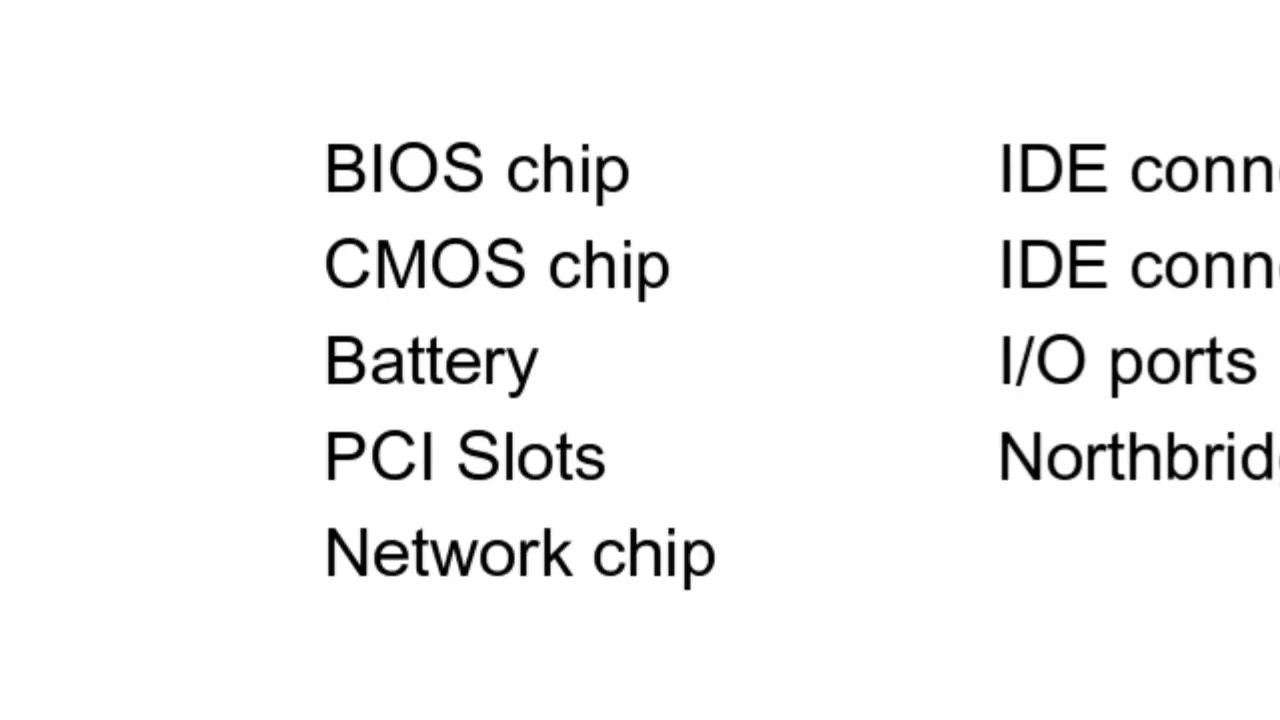 BIOS chip
CMOS chip
Battery
PCI Slots
Network chip
IDE
IDE
I/O ports